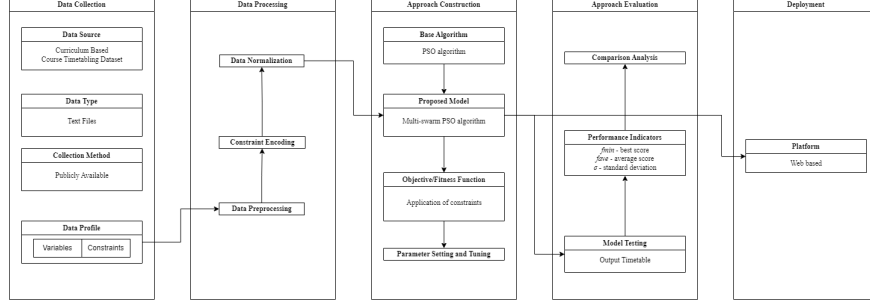 Data Collection
Data Source
Curriculum Based
Course Timetabling Dataset
Data Type
Text Files
Collection Method
Publicly Available
Data Profile
Variables
Constraints
Data Processing
Data Normalization
Constraint Encoding
Data Preprocessing
Approach Construction
Base Algorithm
PSO algorithm
Proposed Model
Multi-swarm PSO algorithm
Objective/Fitness Function
Application of constraints
Parameter Setting and Tuning
Approach Evaluation
Comparison Analysis
Performance Indicators
fmin - best score
fave - average score
σ - standard deviation
Model Testing
Output Timetable
Deployment
Platform
Web based